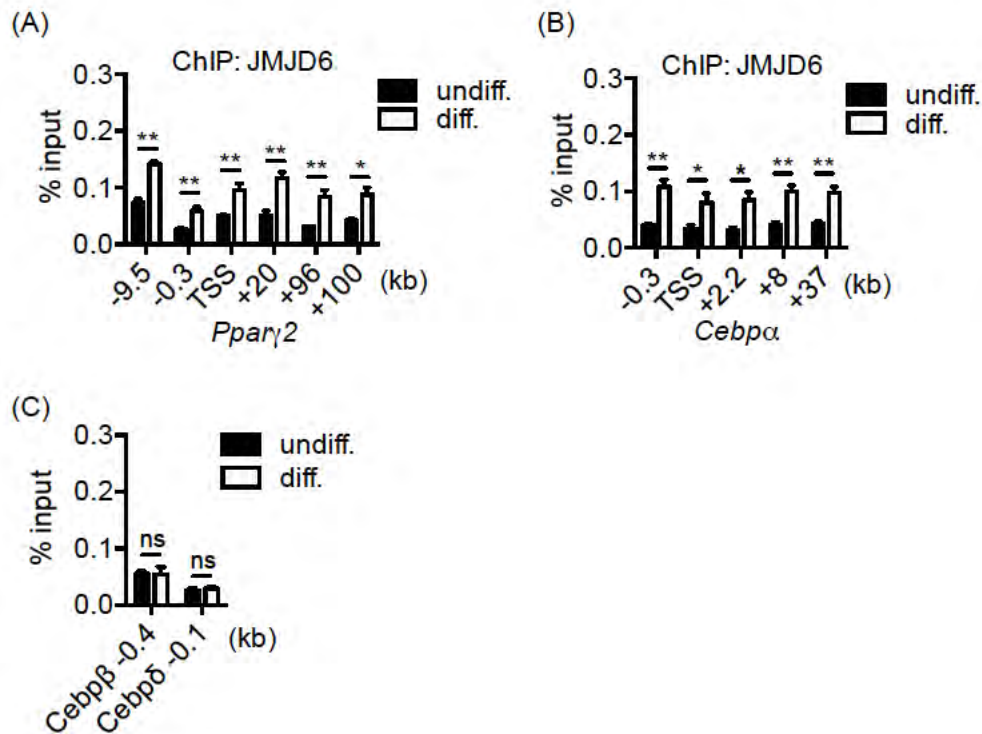 (A)
ChIP: JMJD6
undiff.
diff.
% input
0.3
0.2
0.1
0.0
** ** ** ** ** *
-9.5 -0.3 TSS +20 +96 +100 (kb)
Pparγ2
(B)
ChIP: JMJD6
undiff.
diff.
% input
0.3
0.2
0.1
0.0
** * * ** **
-0.3 TSS +2.2 +8 +37 (kb)
Cebpα
(C)
undiff.
diff.
% input
0.3
0.2
0.1
0.0
ns ns
Cebpβ -0.4 Cebpδ -0.1 (kb)